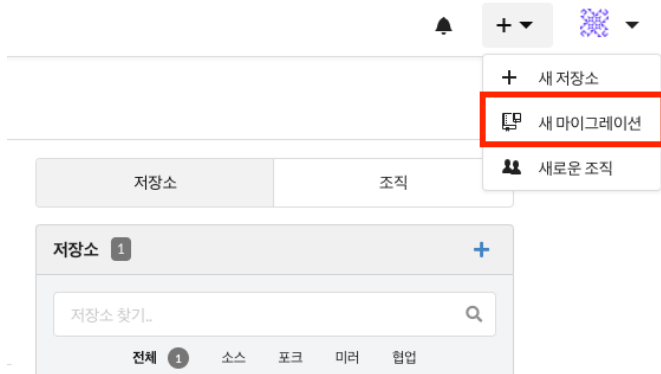 새 저장소
새 마이그레이션
새로운 조직
저장소 조직
저장소 1
저장소 찾기..
전체 1 소스 포크 미러 협업